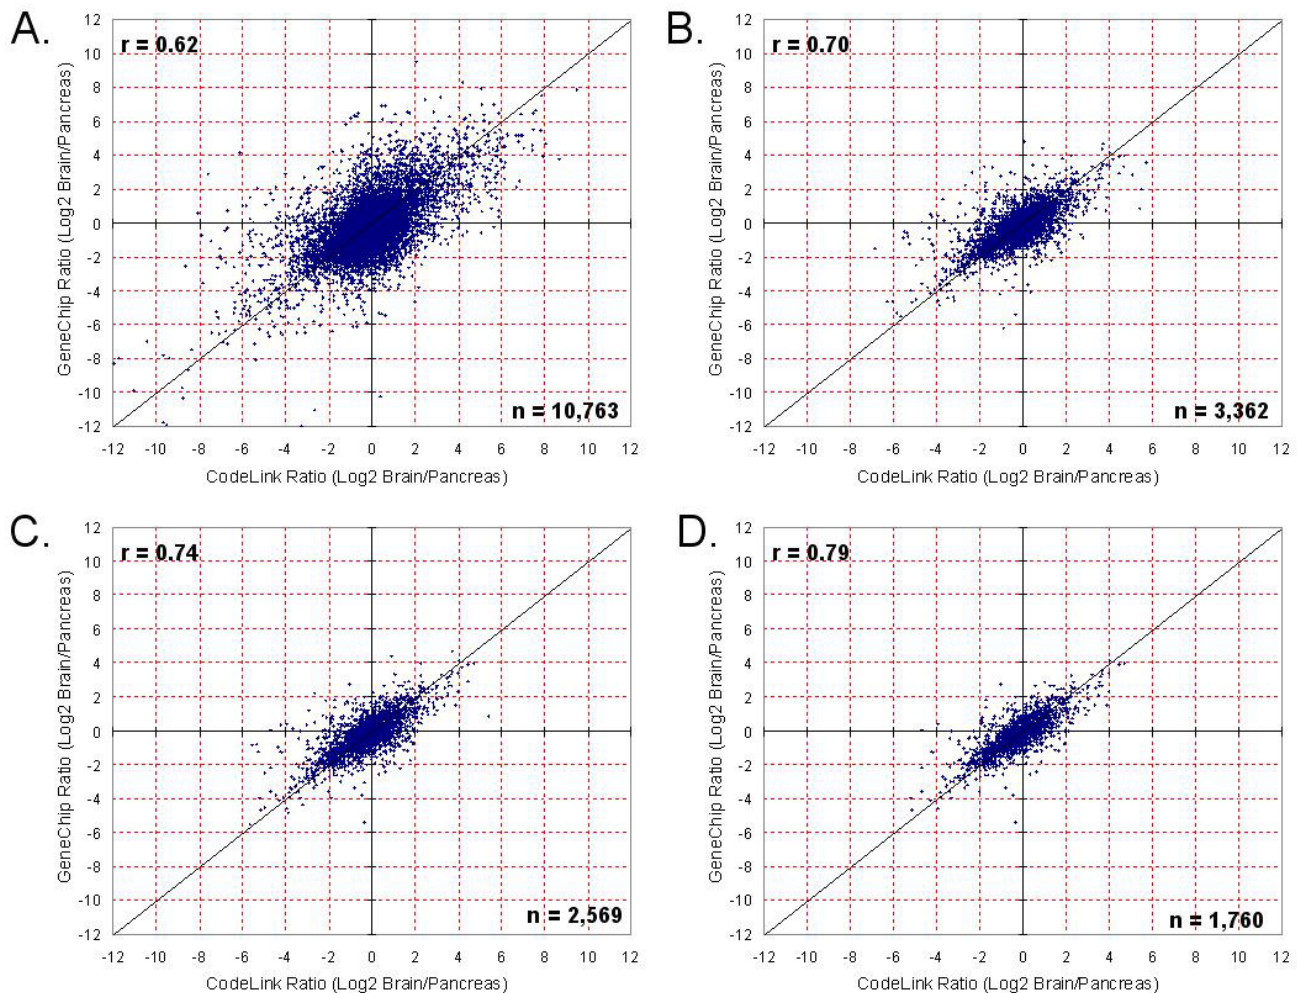 A.
r = 0.62
GeneChip Ratio (Log2 Brain/Pancreas)
12
10
8
6
4
2
0
-2
-4
-6
-8
-10
-12
n = 10,763
-12 -10 -8 -6 -4 -2 0 2 4 6 8 10 12
CodeLink Ratio (Log2 Brain/Pancreas)
B.
r = 0.70
GeneChip Ratio (Log2 Brain/Pancreas)
12
10
8
6
4
2
0
-2
-4
-6
-8
-10
-12
n = 3,362
-12 -10 -8 -6 -4 -2 0 2 4 6 8 10 12
CodeLink Ratio (Log2 Brain/Pancreas)
C.
r = 0.74
GeneChip Ratio (Log2 Brain/Pancreas)
12
10
8
6
4
2
0
-2
-4
-6
-8
-10
-12
n = 2,569
-12 -10 -8 -6 -4 -2 0 2 4 6 8 10 12
CodeLink Ratio (Log2 Brain/Pancreas)
D.
r = 0.79
GeneChip Ratio (Log2 Brain/Pancreas)
12
10
8
6
4
2
0
-2
-4
-6
-8
-10
-12
n = 1,760
-12 -10 -8 -6 -4 -2 0 2 4 6 8 10 12
CodeLink Ratio (Log2 Brain/Pancreas)